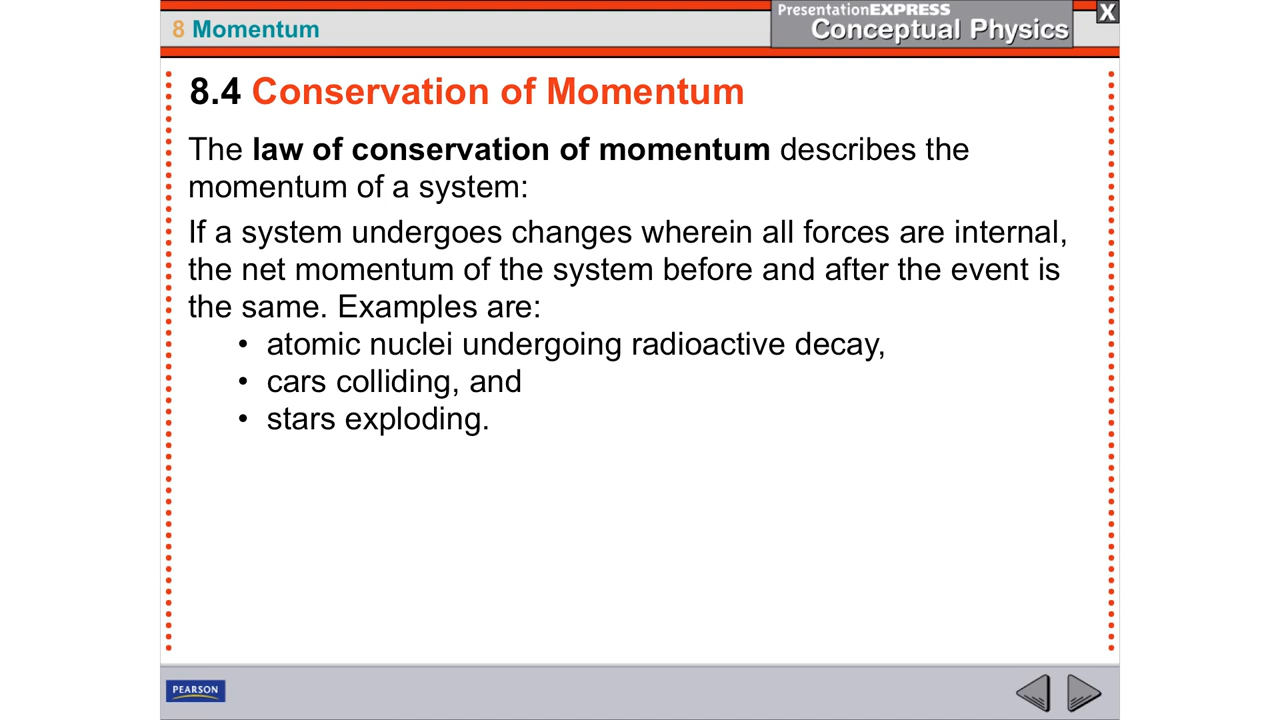 8 Momentum
PresentationEXPRESS
Conceptual Physics
X
8.4 Conservation of Momentum
The law of conservation of momentum describes the
momentum of a system:
If a system undergoes changes wherein all forces are internal,
the net momentum of the system before and after the event is
the same. Examples are:
• atomic nuclei undergoing radioactive decay,
• cars colliding, and
• stars exploding.
PEARSON